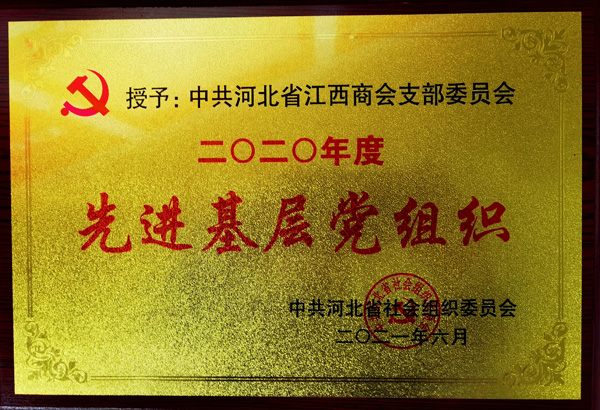 授予：中共河北省江西商会支部委员会
二〇二〇年度
先进基层党组织
中共河北省社会组织委员会
二〇二一年六月